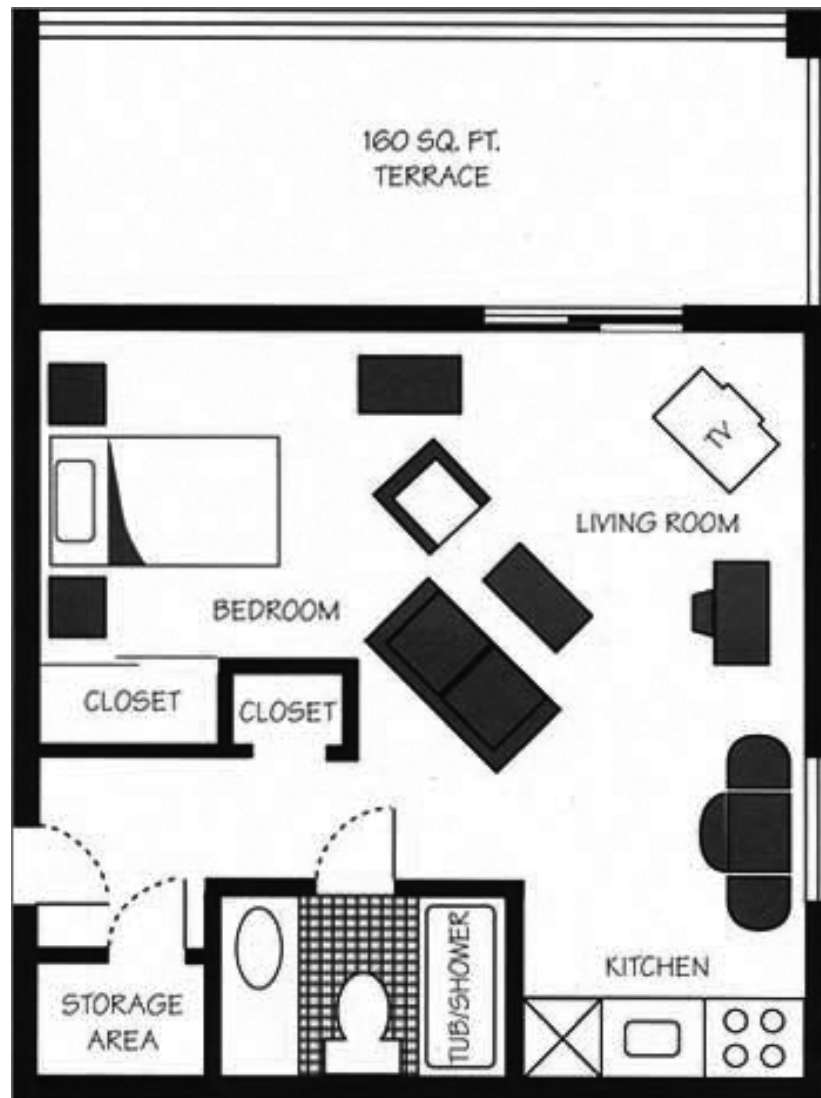 160 SQ. FT.
TERRACE
TV
LIVING ROOM
BEDROOM
CLOSET
CLOSET
KITCHEN
STORAGE
AREA
TUB/SHOWER